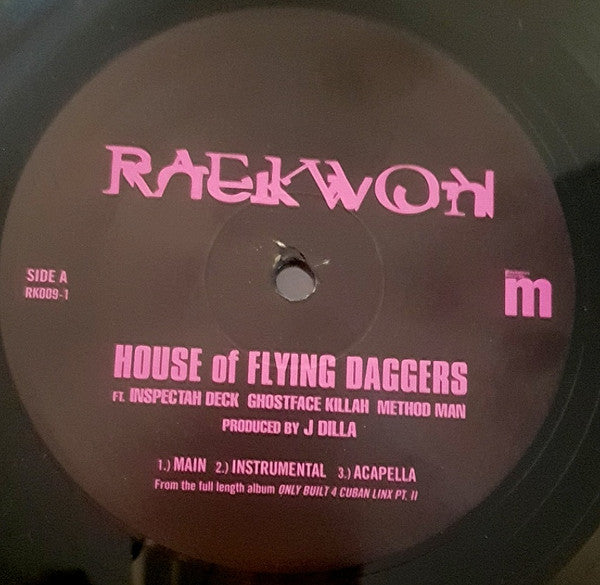 RAEKWON
SIDE A
RK009-1
m
HOUSE of FLYING DAGGERS
FT. INSPECTAH DECK GHOSTFACE KILLAH METHOD MAN
PRODUCED BY J DILLA
1.) MAIN 2.) INSTRUMENTAL 3.) ACAPELLA
From the full length album ONLY BUILT 4 CUBAN LINX PT. II